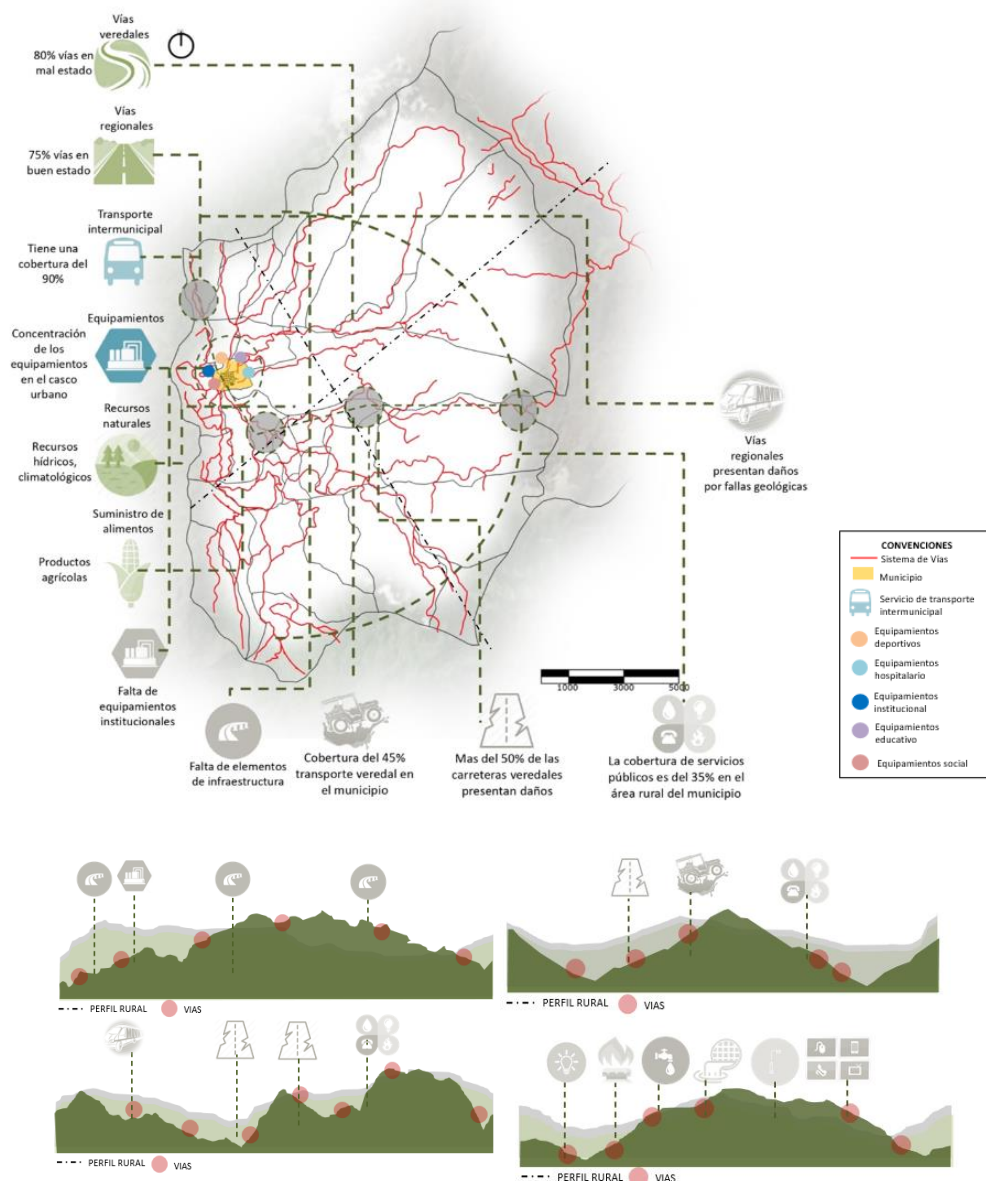 Vías
veredales
80% vías en
mal estado
Vías
regionales
75% vías en
buen estado
Transporte
intermunicipal
Tiene una
cobertura del
90%
Equipamientos
Concentración
de los
equipamientos
en el casco
urbano
Recursos
naturales
Recursos
hídricos,
climatológicos
Suministro de
alimentos
Productos
agrícolas
Falta de
equipamientos
institucionales
Falta de elementos
de infraestructura
Cobertura del 45%
transporte veredal en
el municipio
Mas del 50% de las
carreteras veredales
presentan daños
La cobertura de servicios
públicos es del 35% en el
área rural del municipio
Vías
regionales
presentan daños
por fallas geológicas
1000
3000
5000
CONVENCIONES
Sistema de Vías
Municipio
Servicio de transporte
intermunicipal
Equipamientos
deportivos
Equipamientos
hospitalario
Equipamientos
institucional
Equipamientos
educativo
Equipamientos social
PERFIL RURAL
VIAS
PERFIL RURAL
VIAS
PERFIL RURAL
VIAS
PERFIL RURAL
VIAS